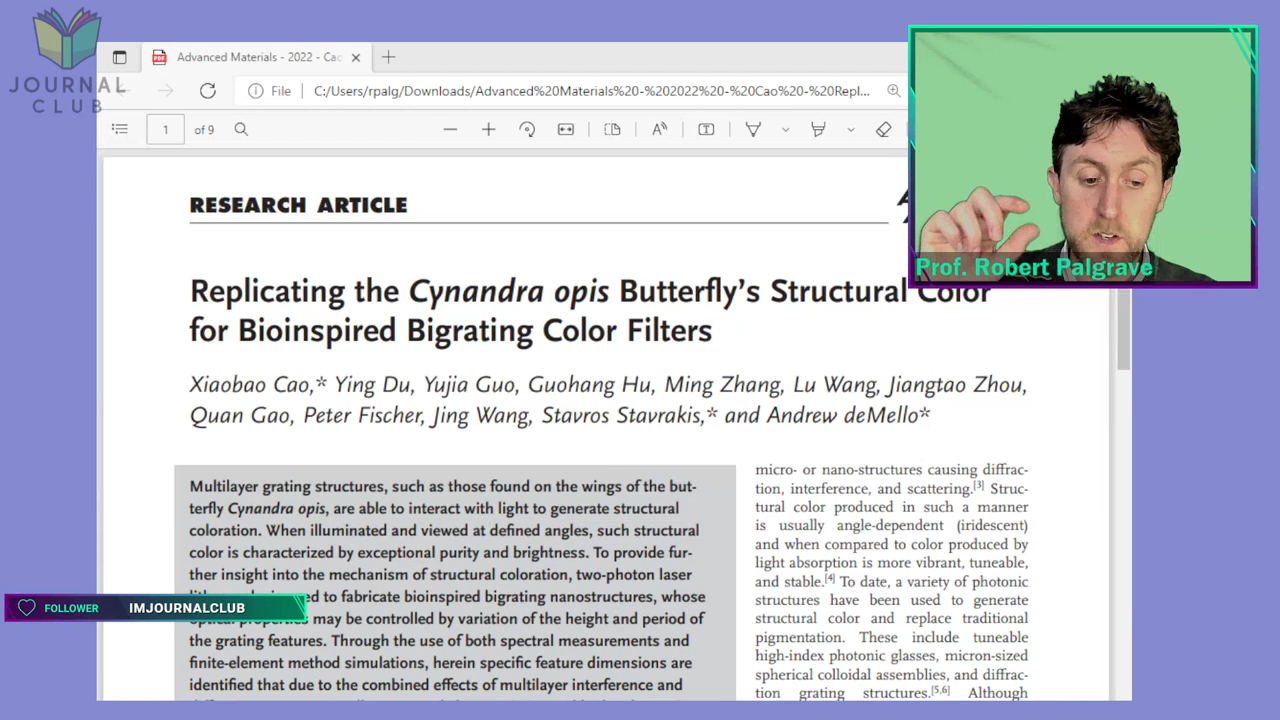 JOURNAL
CLUB
Advanced Materials - 2022 - Cao
File
C:/Users/rpalg/Downloads/Advanced%20Materials%20-%202022%20-%20Cao%20-%20Repl...
1
of 9
RESEARCH ARTICLE
Replicating the Cynandra opis Butterfly's Structural Color
for Bioinspired Bigrating Color Filters
Xiaobao Cao,* Ying Du, Yujia Guo, Guohang Hu, Ming Zhang, Lu Wang, Jiangtao Zhou,
Quan Gao, Peter Fischer, Jing Wang, Stavros Stavrakis,* and Andrew deMello*
Multilayer grating structures, such as those found on the wings of the but-
terfly Cynandra opis, are able to interact with light to generate structural
coloration. When illuminated and viewed at defined angles, such structural
color is characterized by exceptional purity and brightness. To provide fur-
ther insight into the mechanism of structural coloration, two-photon laser
to fabricate bioinspired bigrating nanostructures, whose
may be controlled by variation of the height and period of
the grating features. Through the use of both spectral measurements and
finite-element method simulations, herein specific feature dimensions are
identified that due to the combined effects of multilayer interference and
micro- or nano-structures causing diffrac-
tion, interference, and scattering.[3] Struc-
tural color produced in such a manner
is usually angle-dependent (iridescent)
and when compared to color produced by
light absorption is more vibrant, tuneable,
and stable.[4] To date, a variety of photonic
structures have been used to generate
structural color and replace traditional
pigmentation. These include tuneable
high-index photonic glasses, micron-sized
spherical colloidal assemblies, and diffrac-
tion grating structures.[5,6] Although
Prof. Robert Palgrave
FOLLOWER
IMJOURNALCLUB